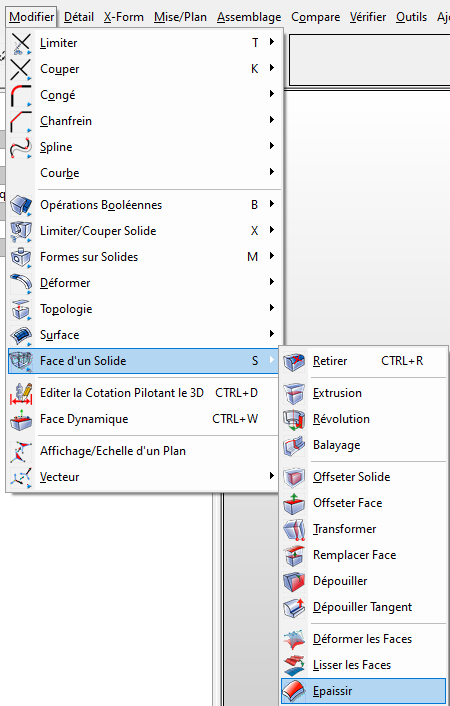 Modifier Détail X-Form Mise/Plan Assemblage Compare Vérifier Outils
Limiter T
Couper K
Congé
Chanfrein
Spline
Courbe
Opérations Booléennes B
Limiter/Couper Solide X
Formes sur Solides M
Déformer
Topologie
Surface
Face d'un Solide S
Editer la Cotation Pilotant le 3D CTRL+D
Face Dynamique CTRL+W
Affichage/Echelle d'un Plan
Vecteur
Retirer CTRL+R
Extrusion
Révolution
Balayage
Offseter Solide
Offseter Face
Transformer
Remplacer Face
Dépouiller
Dépouiller Tangent
Déformer les Faces
Lisser les Faces
Epaissir